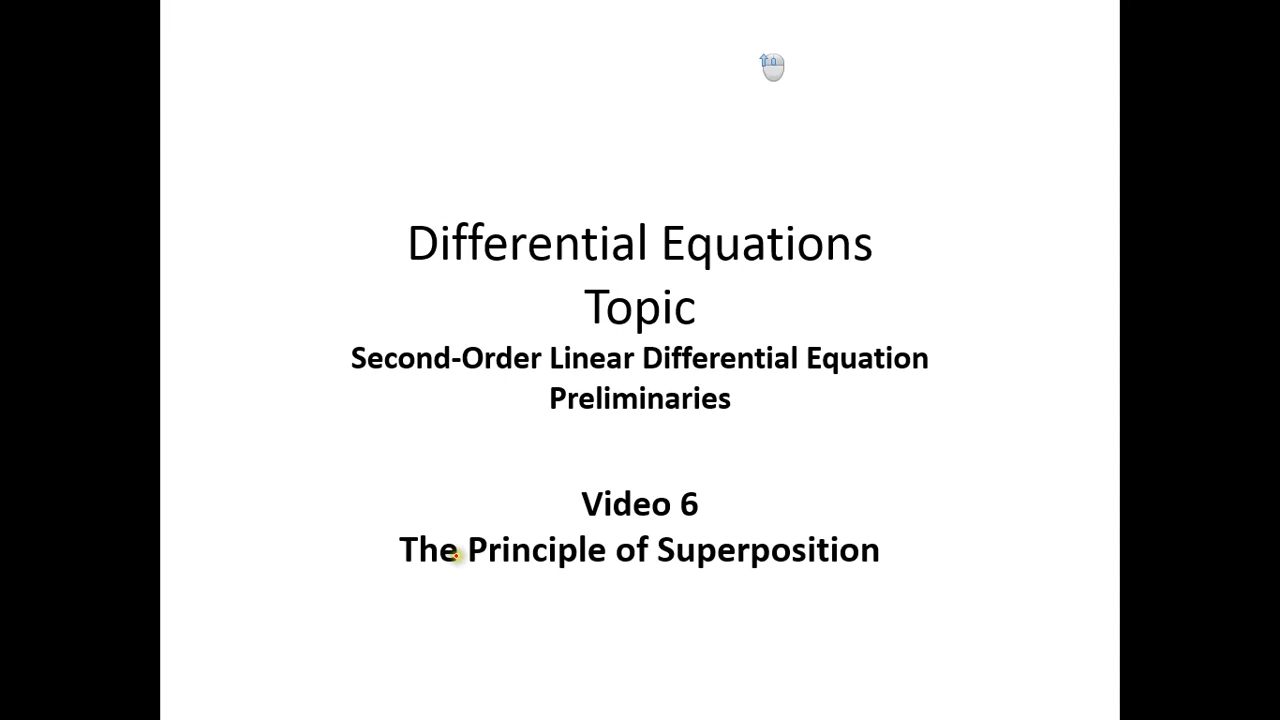 Differential Equations
Topic
Second-Order Linear Differential Equation
Preliminaries
Video 6
The Principle of Superposition